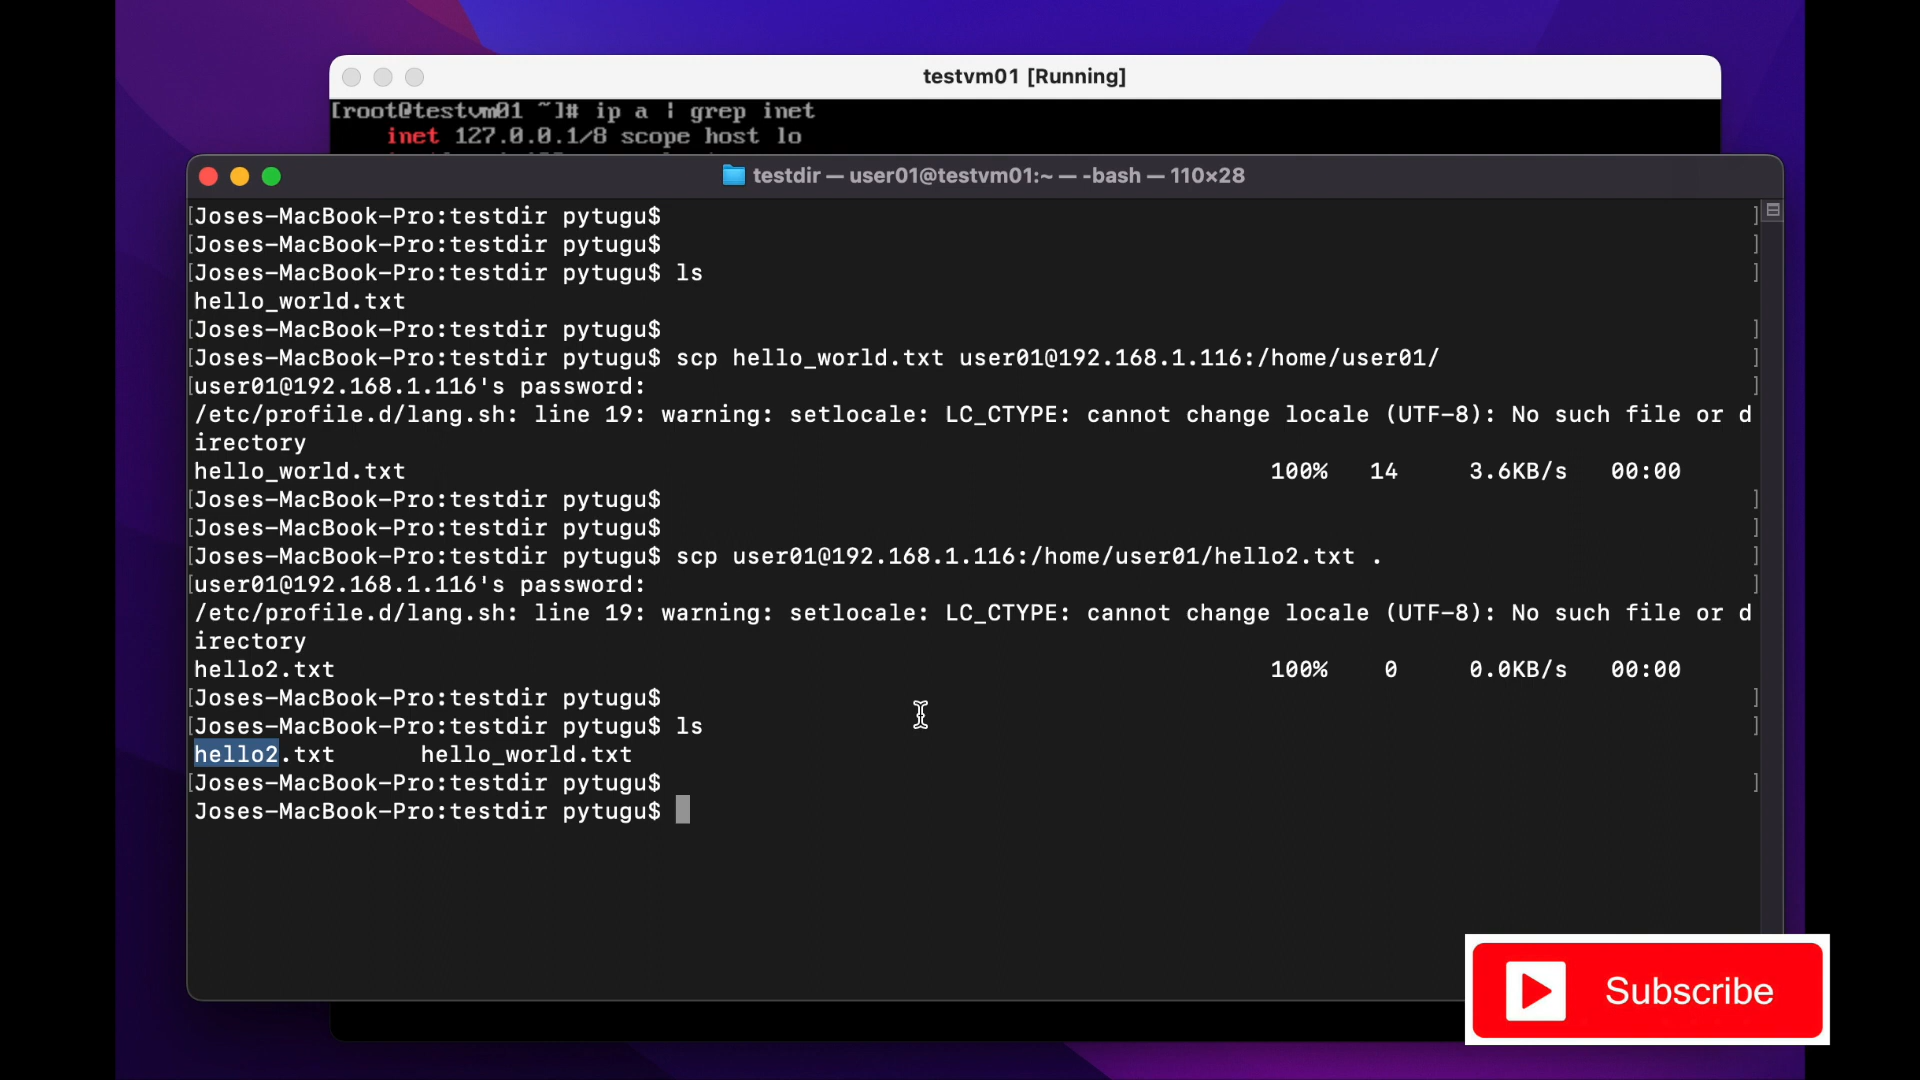 testvm01 [Running]
[root@testvm01 ~]# ip a | grep inet
inet 127.0.0.1/8 scope host lo
testdir — user01@testvm01:~ — -bash — 110×28
[Joses-MacBook-Pro:testdir pytugu$ ]
[Joses-MacBook-Pro:testdir pytugu$ ]
[Joses-MacBook-Pro:testdir pytugu$ ls ]
hello_world.txt
[Joses-MacBook-Pro:testdir pytugu$ ]
[Joses-MacBook-Pro:testdir pytugu$ scp hello_world.txt user01@192.168.1.116:/home/user01/ ]
[user01@192.168.1.116's password: ]
/etc/profile.d/lang.sh: line 19: warning: setlocale: LC_CTYPE: cannot change locale (UTF-8): No such file or d
irectory
hello_world.txt 100% 14 3.6KB/s 00:00
[Joses-MacBook-Pro:testdir pytugu$ ]
[Joses-MacBook-Pro:testdir pytugu$ ]
[Joses-MacBook-Pro:testdir pytugu$ scp user01@192.168.1.116:/home/user01/hello2.txt . ]
[user01@192.168.1.116's password: ]
/etc/profile.d/lang.sh: line 19: warning: setlocale: LC_CTYPE: cannot change locale (UTF-8): No such file or d
irectory
hello2.txt 100% 0 0.0KB/s 00:00
[Joses-MacBook-Pro:testdir pytugu$ ]
[Joses-MacBook-Pro:testdir pytugu$ ls ]
hello2.txt hello_world.txt
[Joses-MacBook-Pro:testdir pytugu$ ]
Joses-MacBook-Pro:testdir pytugu$
Subscribe